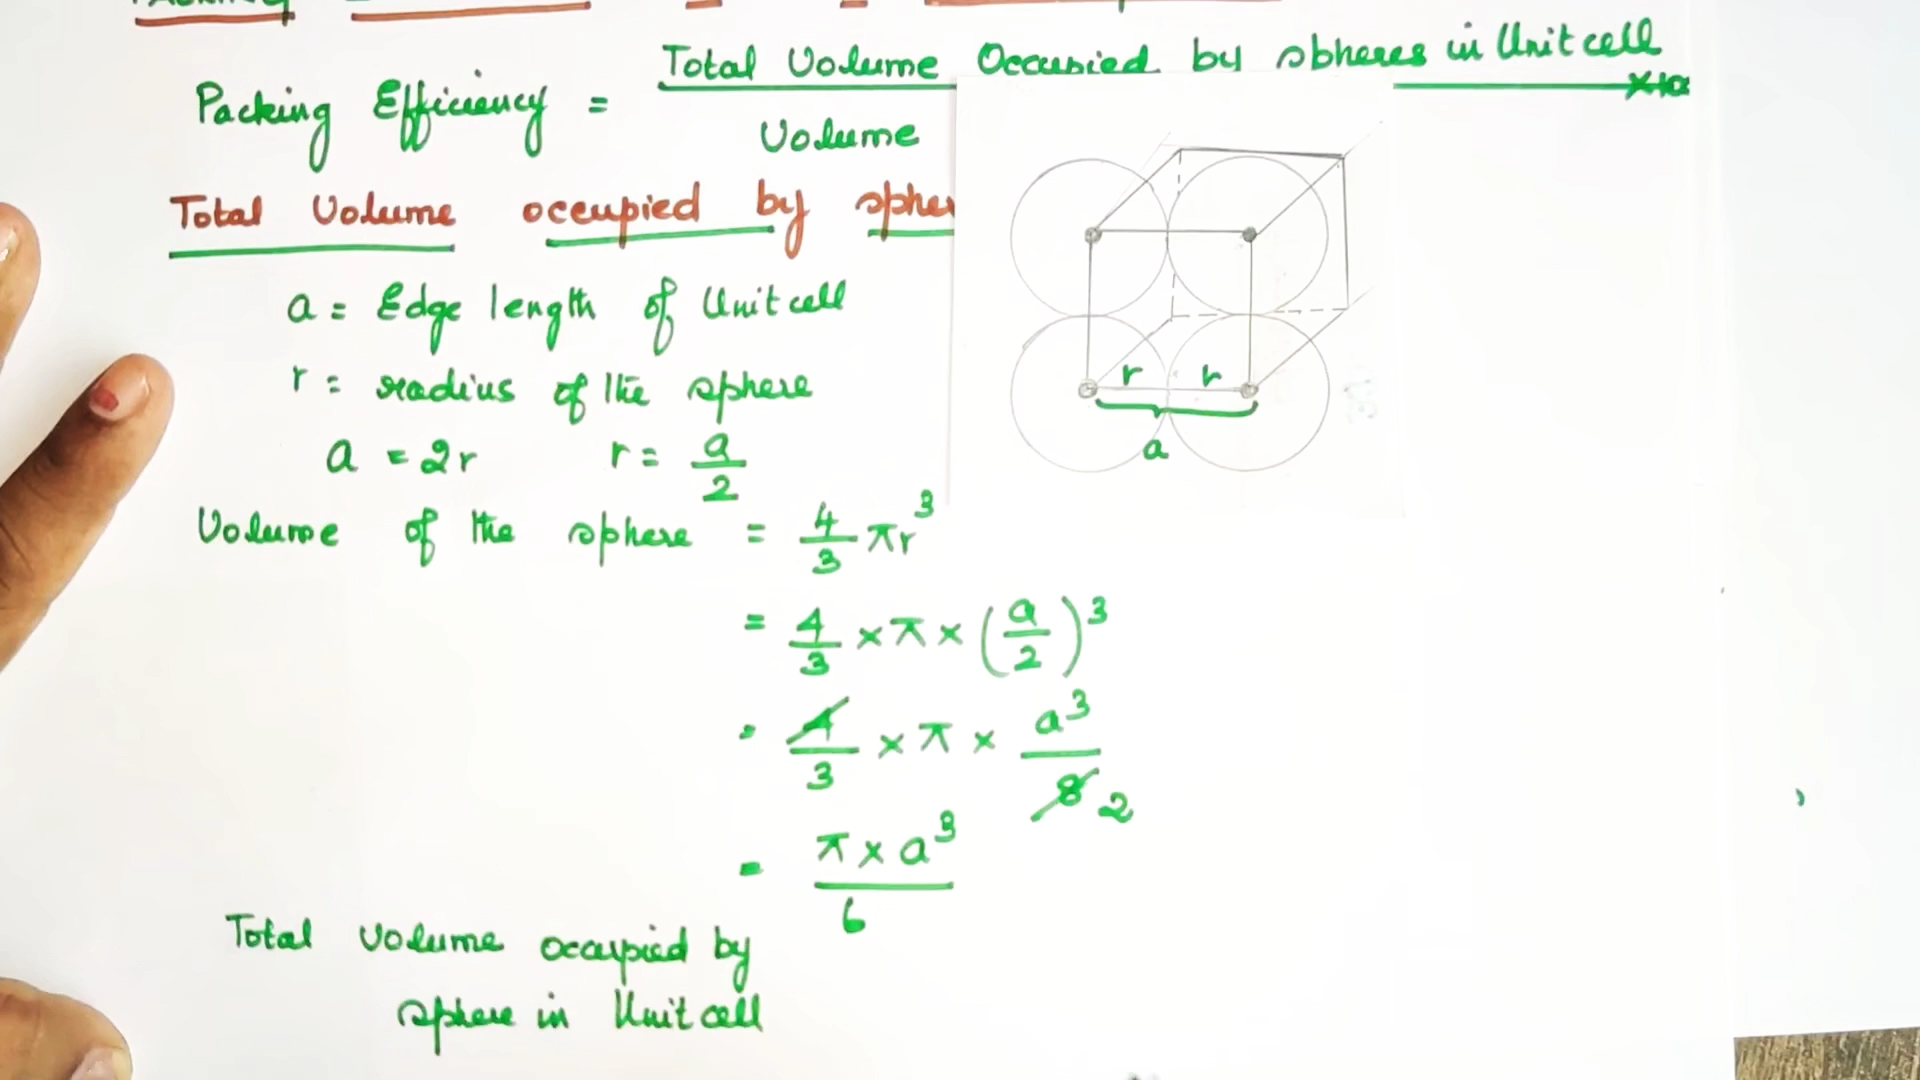 Packing Efficiency = Total Volume Occupied by spheres in Unit cell
Volume
Total Volume occupied by
a = Edge length of Unit cell
r = radius of the sphere
a = 2r r = a/2
Volume of the sphere = 4/3 πr³
= 4/3 × π × (a/2)³
= 4/3 × π × a³/8 2
= π × a³/6
Total volume occupied by
sphere in Unit cell
r r
a